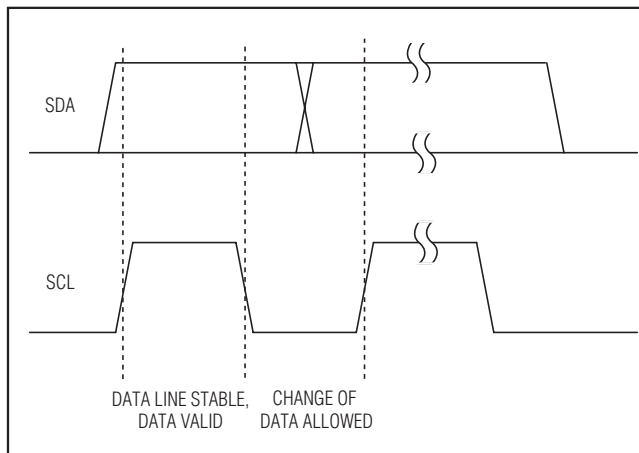 SDA
SCL
DATA LINE STABLE,
DATA VALID
CHANGE OF
DATA ALLOWED